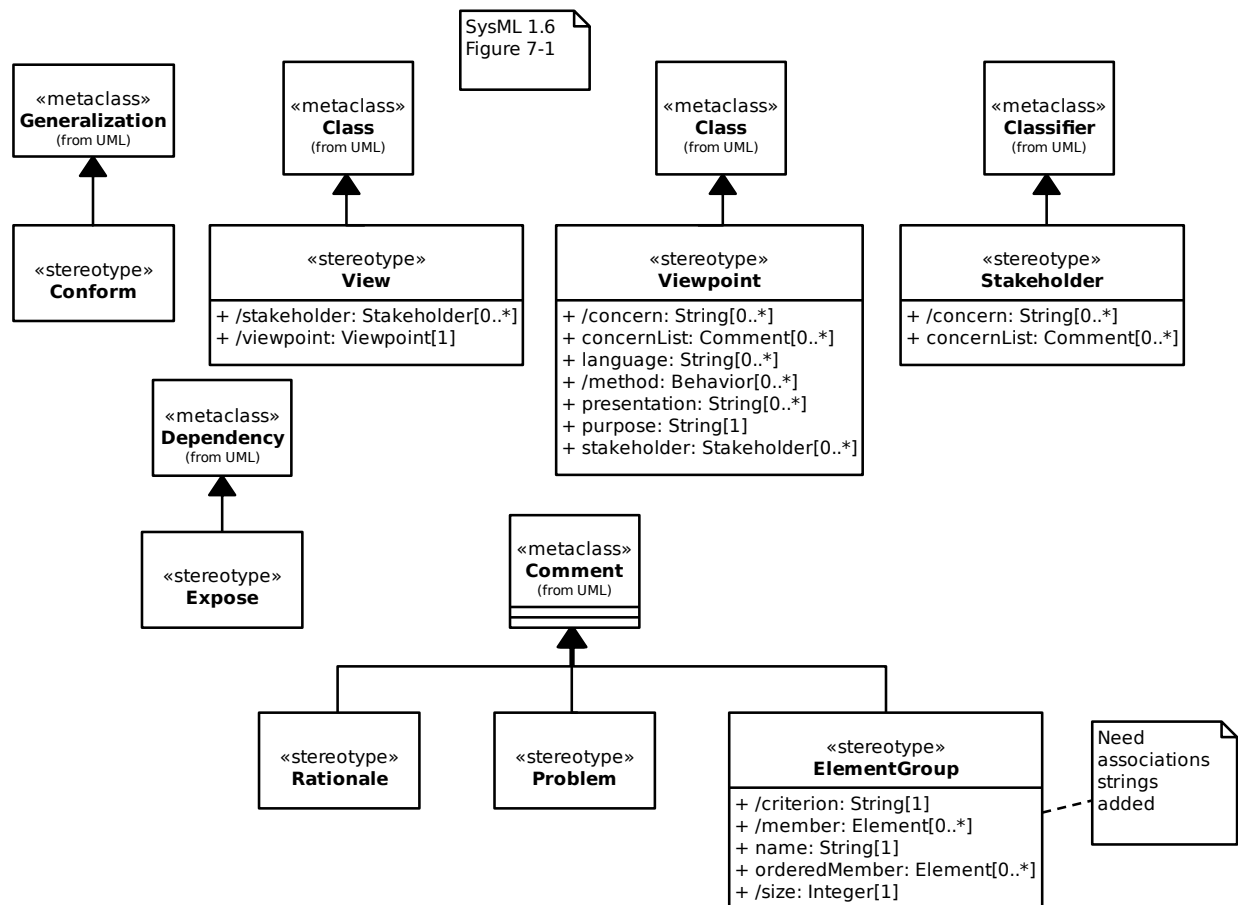 SysML 1.6
Figure 7-1
«metaclass»
Generalization
(from UML)
«metaclass»
Class
(from UML)
«metaclass»
Class
(from UML)
«metaclass»
Classifier
(from UML)
«stereotype»
Conform
«stereotype»
View
+ /stakeholder: Stakeholder[0..*]
+ /viewpoint: Viewpoint[1]
«stereotype»
Viewpoint
+ /concern: String[0..*]
+ concernList: Comment[0..*]
+ language: String[0..*]
+ /method: Behavior[0..*]
+ presentation: String[0..*]
+ purpose: String[1]
+ stakeholder: Stakeholder[0..*]
«stereotype»
Stakeholder
+ /concern: String[0..*]
+ concernList: Comment[0..*]
«metaclass»
Dependency
(from UML)
«stereotype»
Expose
«metaclass»
Comment
(from UML)
«stereotype»
Rationale
«stereotype»
Problem
«stereotype»
ElementGroup
+ /criterion: String[1]
+ /member: Element[0..*]
+ name: String[1]
+ orderedMember: Element[0..*]
+ /size: Integer[1]
Need
associations
strings
added